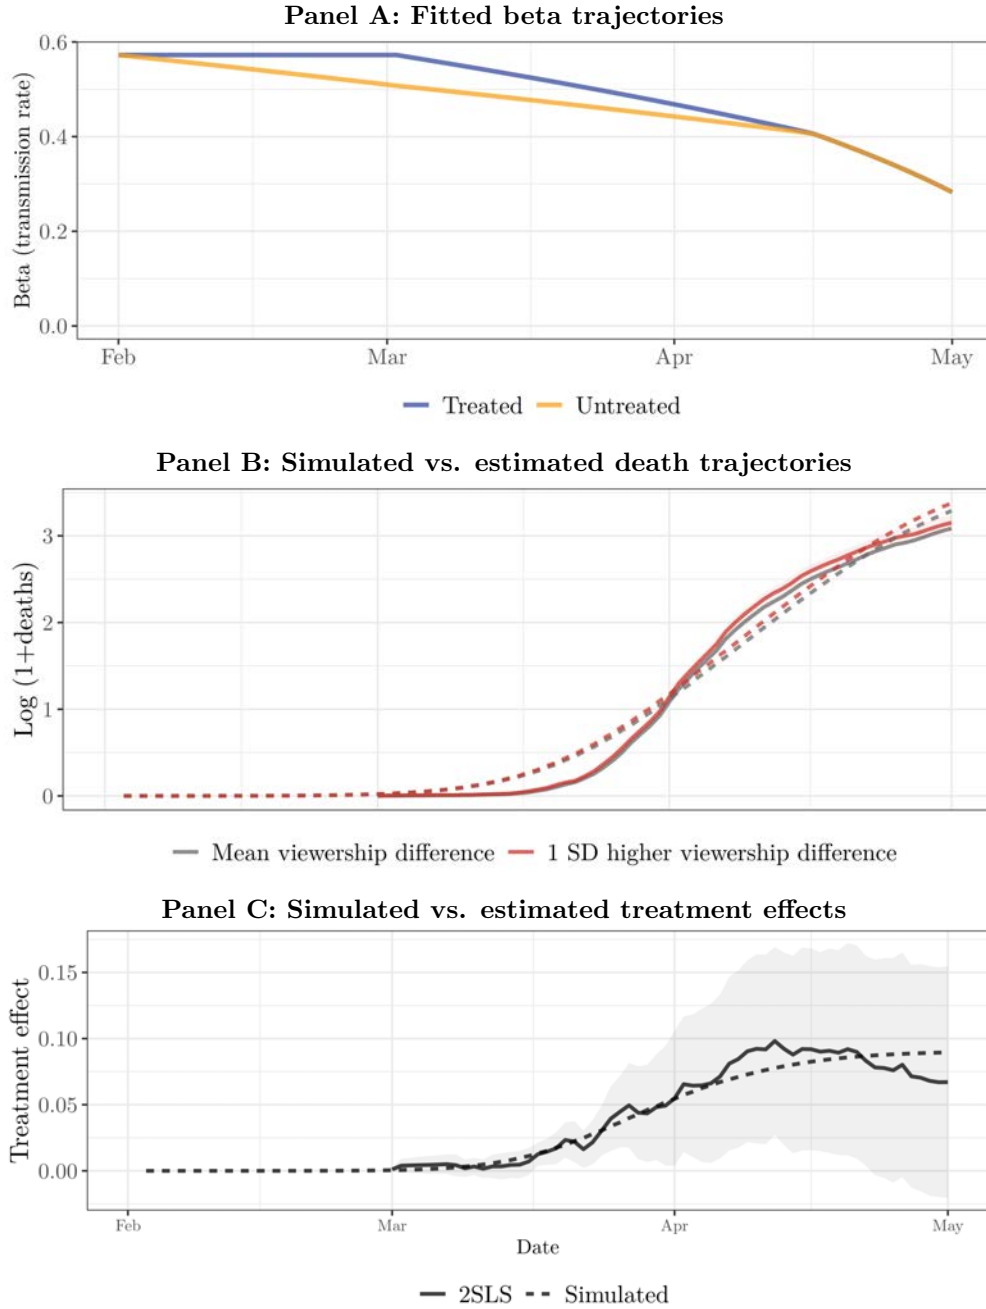 Panel A: Fitted beta trajectories
Beta (transmission rate)
0.6
0.4
0.2
0.0
Feb Mar Apr May
Treated Untreated
Panel B: Simulated vs. estimated death trajectories
Log (1+deaths)
3
2
1
0
Mean viewership difference 1 SD higher viewership difference
Panel C: Simulated vs. estimated treatment effects
Treatment effect
0.15
0.10
0.05
0.00
Feb Mar Apr May
Date
2SLS Simulated